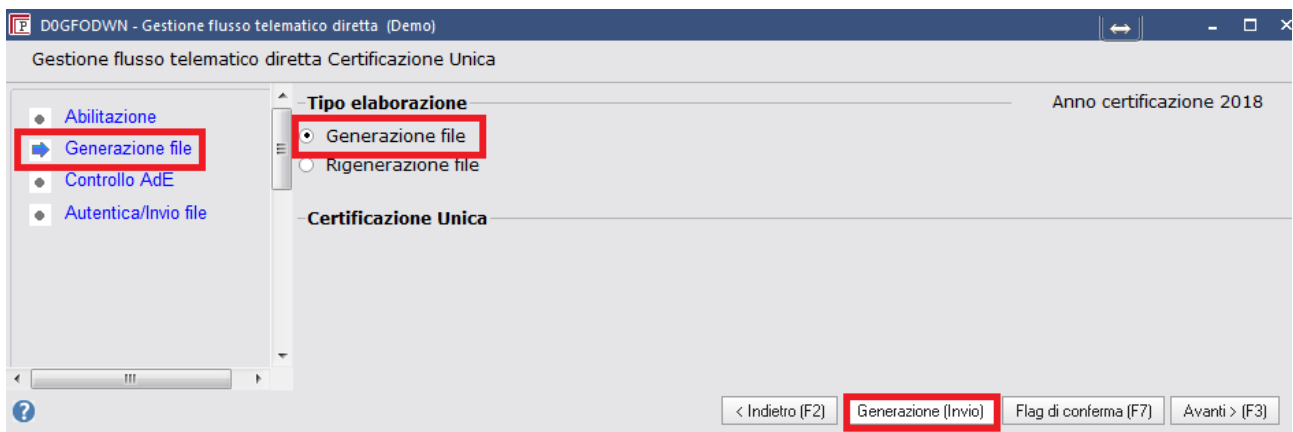 D0GFODWN - Gestione flusso telematico diretta (Demo)
Gestione flusso telematico diretta Certificazione Unica
Abilitazione
Generazione file
Controllo AdE
Autentica/Invio file
Tipo elaborazione
Anno certificazione 2018
Generazione file
Rigenerazione file
Certificazione Unica
< Indietro (F2)
Generazione (Invio)
Flag di conferma (F7)
Avanti > (F3)